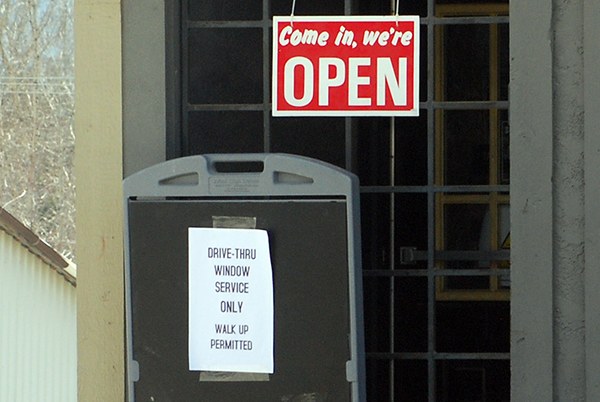 Come in, we're
OPEN
DRIVE-THRU
WINDOW
SERVICE
ONLY
WALK UP
PERMITTED